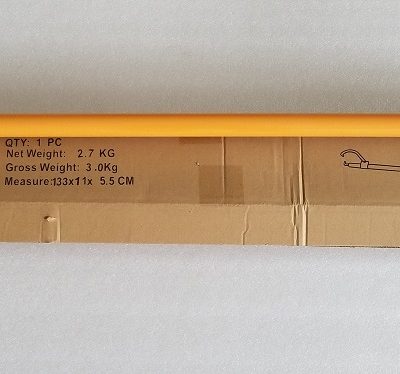 QTY: 1 PC
Net Weight: 2.7 KG
Gross Weight: 3.0Kg
Measure:133x11x 5.5 CM